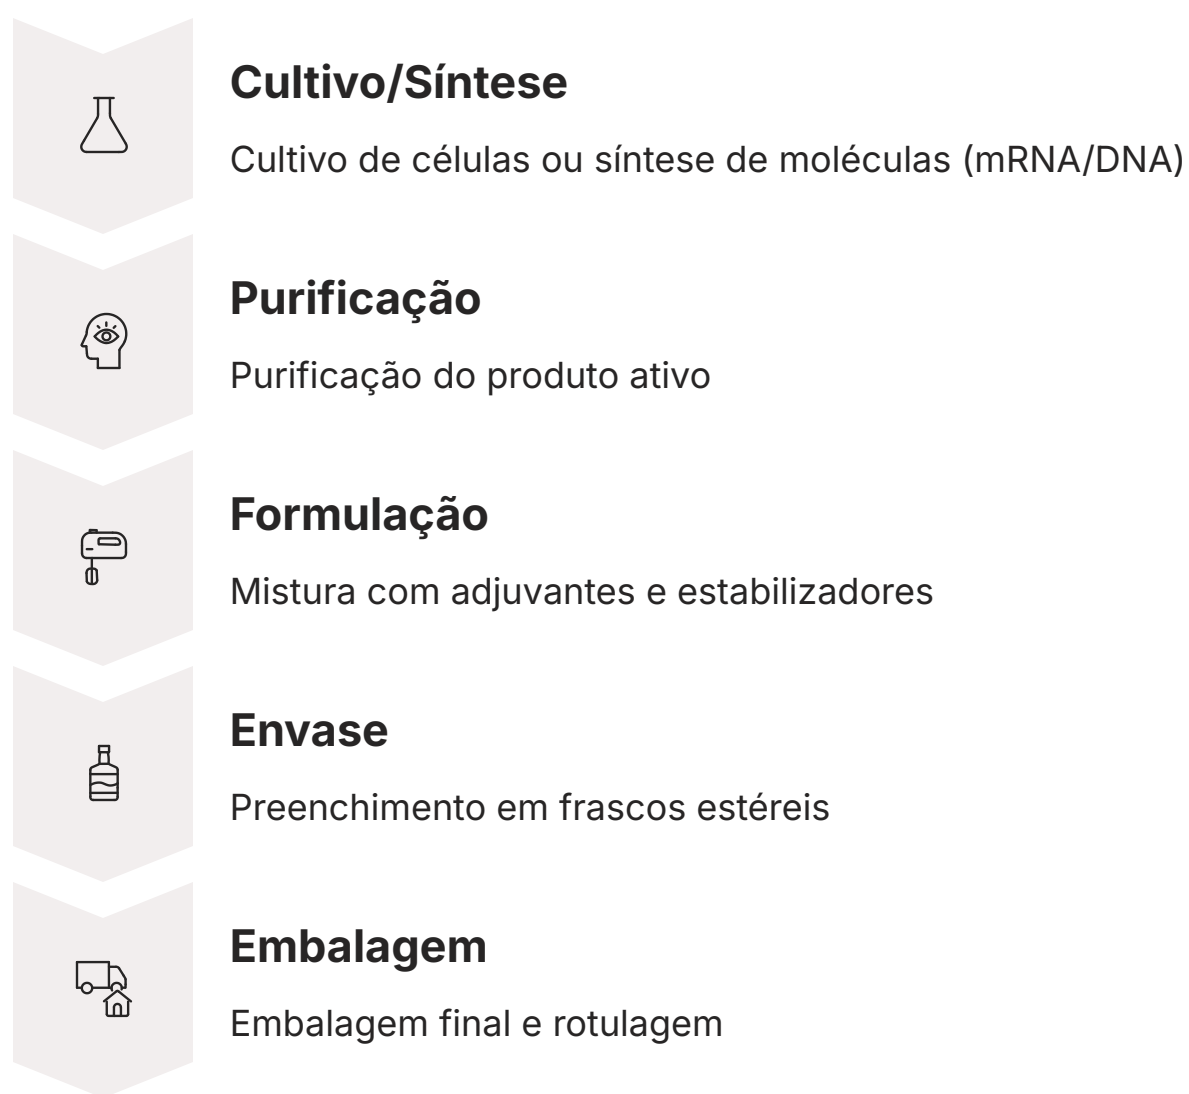 Cultivo/Síntese
Cultivo de células ou síntese de moléculas (mRNA/DNA)
Purificação
Purificação do produto ativo
Formulação
Mistura com adjuvantes e estabilizadores
Envase
Preenchimento em frascos estéreis
Embalagem
Embalagem final e rotulagem